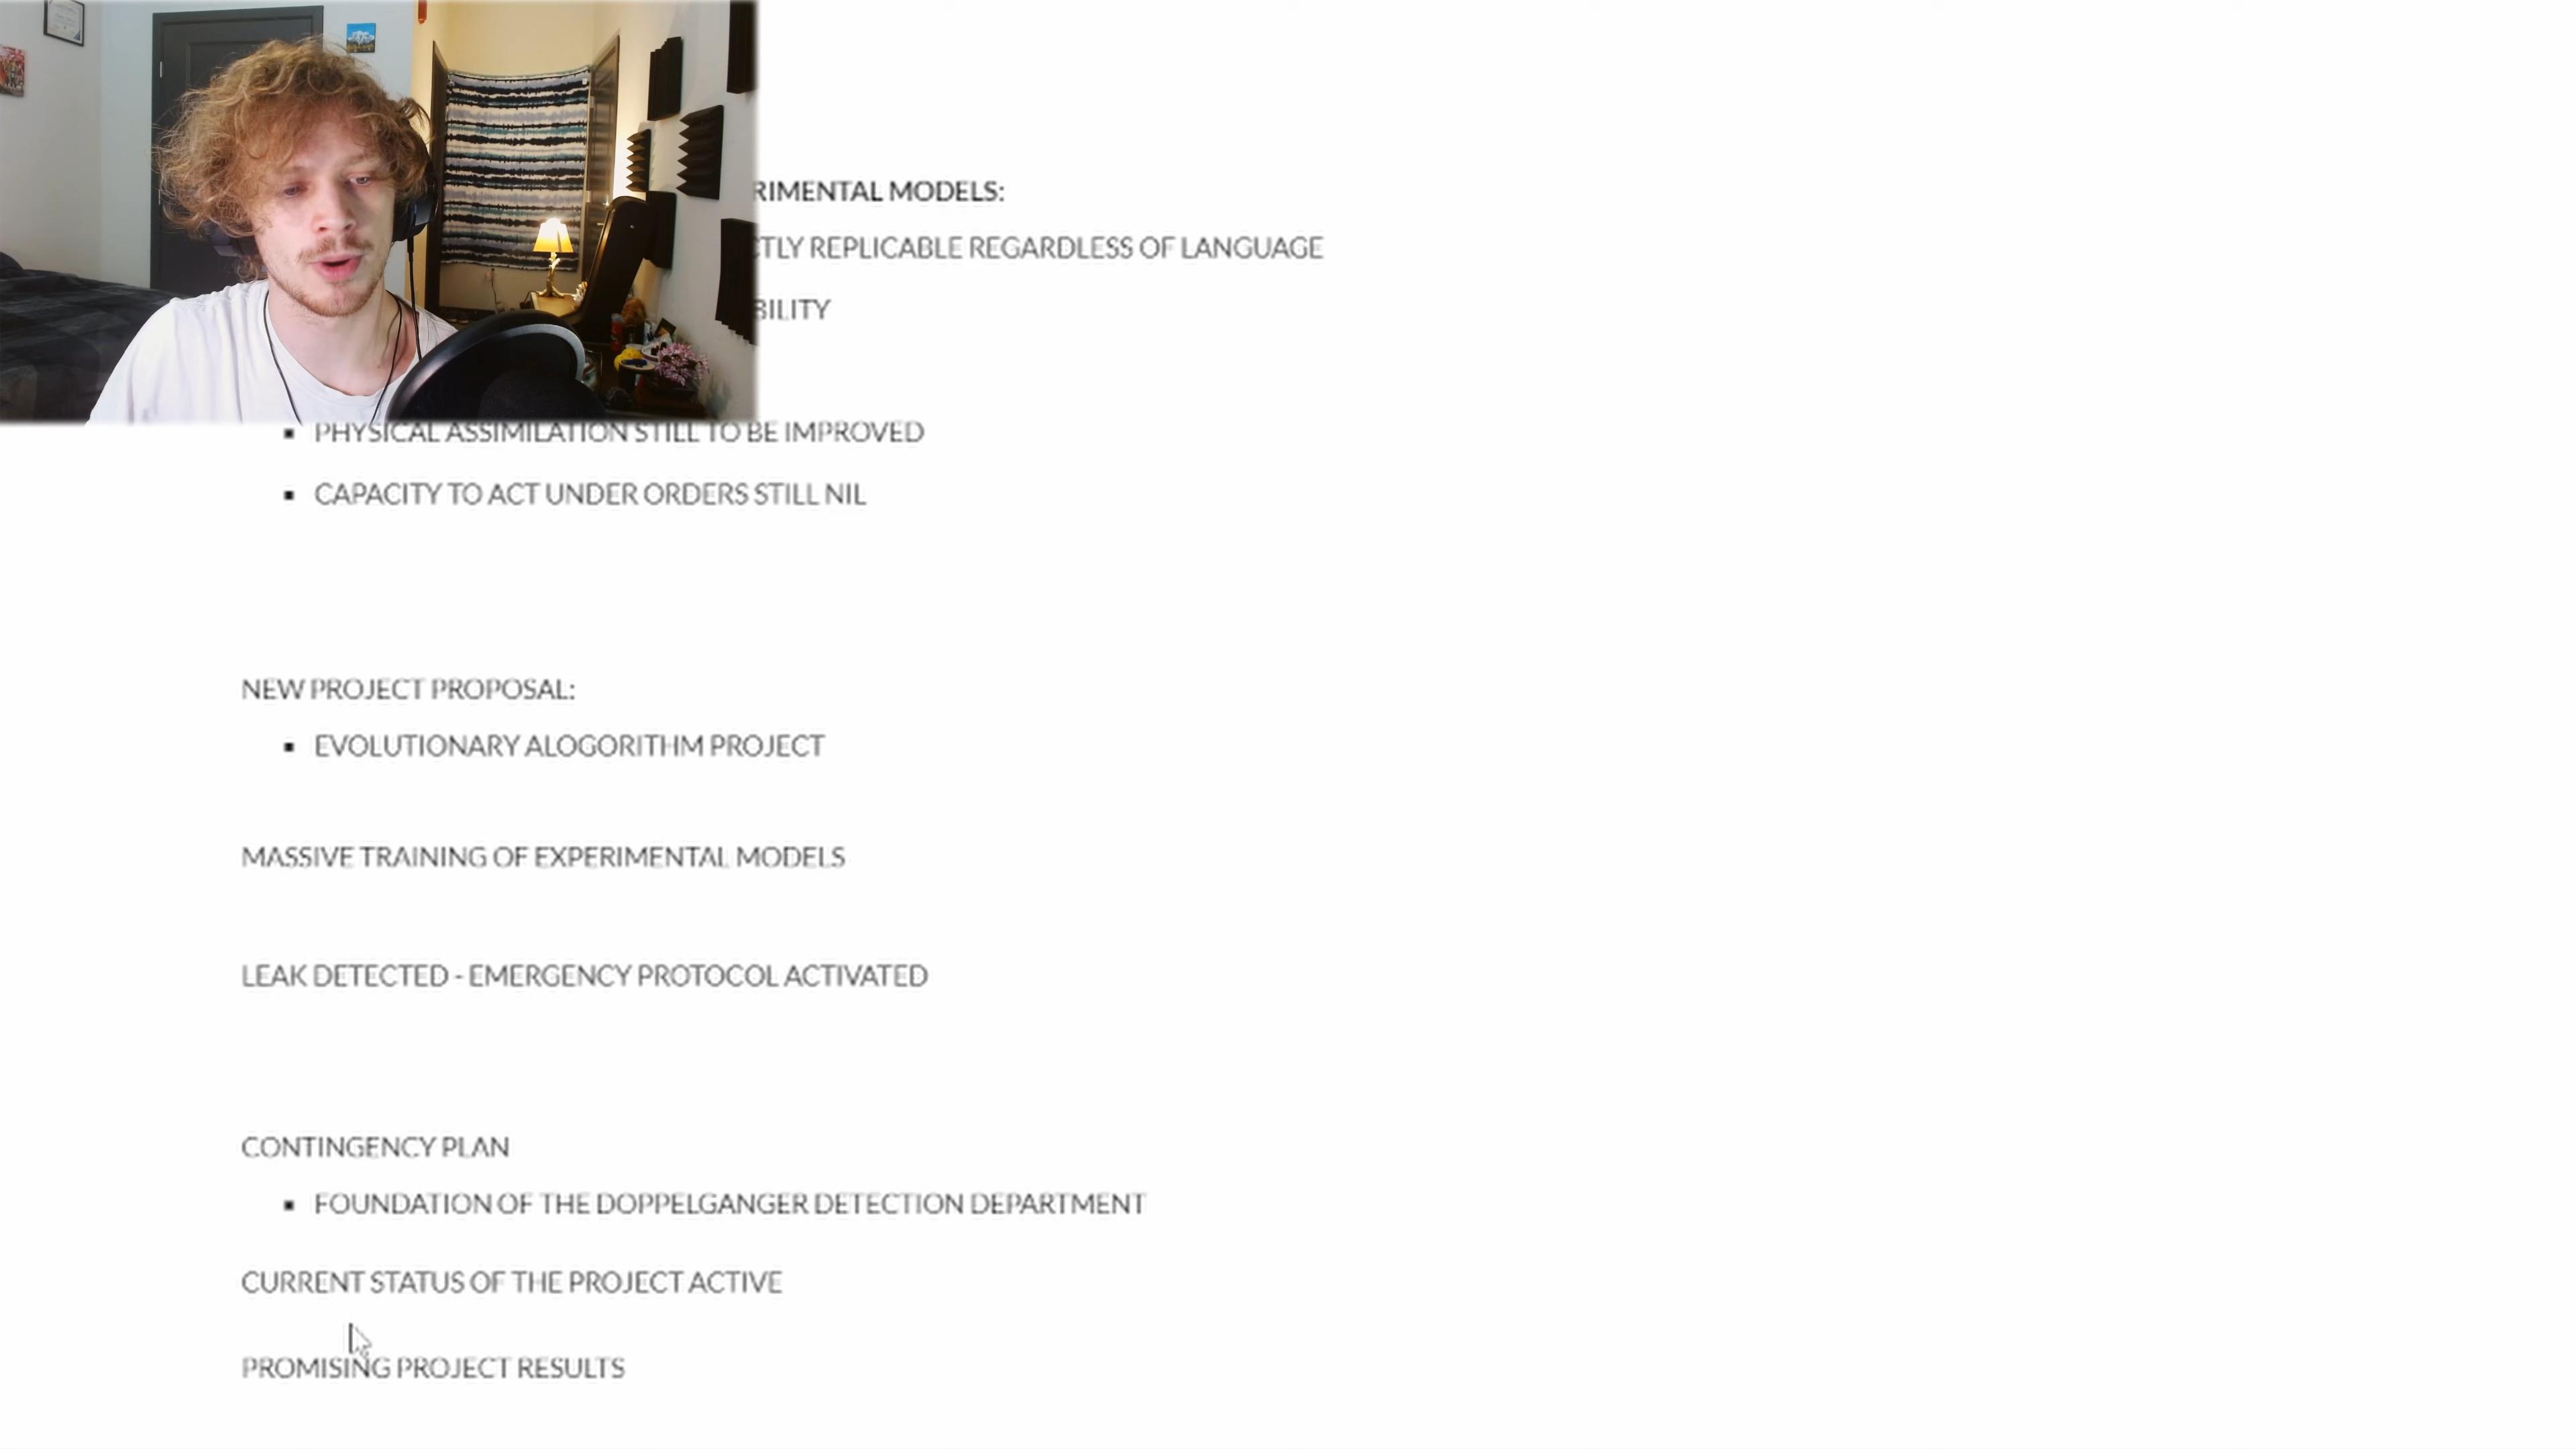 RIMENTAL MODELS:
CTLY REPLICABLE REGARDLESS OF LANGUAGE
BILITY
PHYSICAL ASSIMILATION STILL TO BE IMPROVED
CAPACITY TO ACT UNDER ORDERS STILL NIL
NEW PROJECT PROPOSAL:
EVOLUTIONARY ALOGORITHM PROJECT
MASSIVE TRAINING OF EXPERIMENTAL MODELS
LEAK DETECTED - EMERGENCY PROTOCOL ACTIVATED
CONTINGENCY PLAN
FOUNDATION OF THE DOPPELGANGER DETECTION DEPARTMENT
CURRENT STATUS OF THE PROJECT ACTIVE
PROMISING PROJECT RESULTS